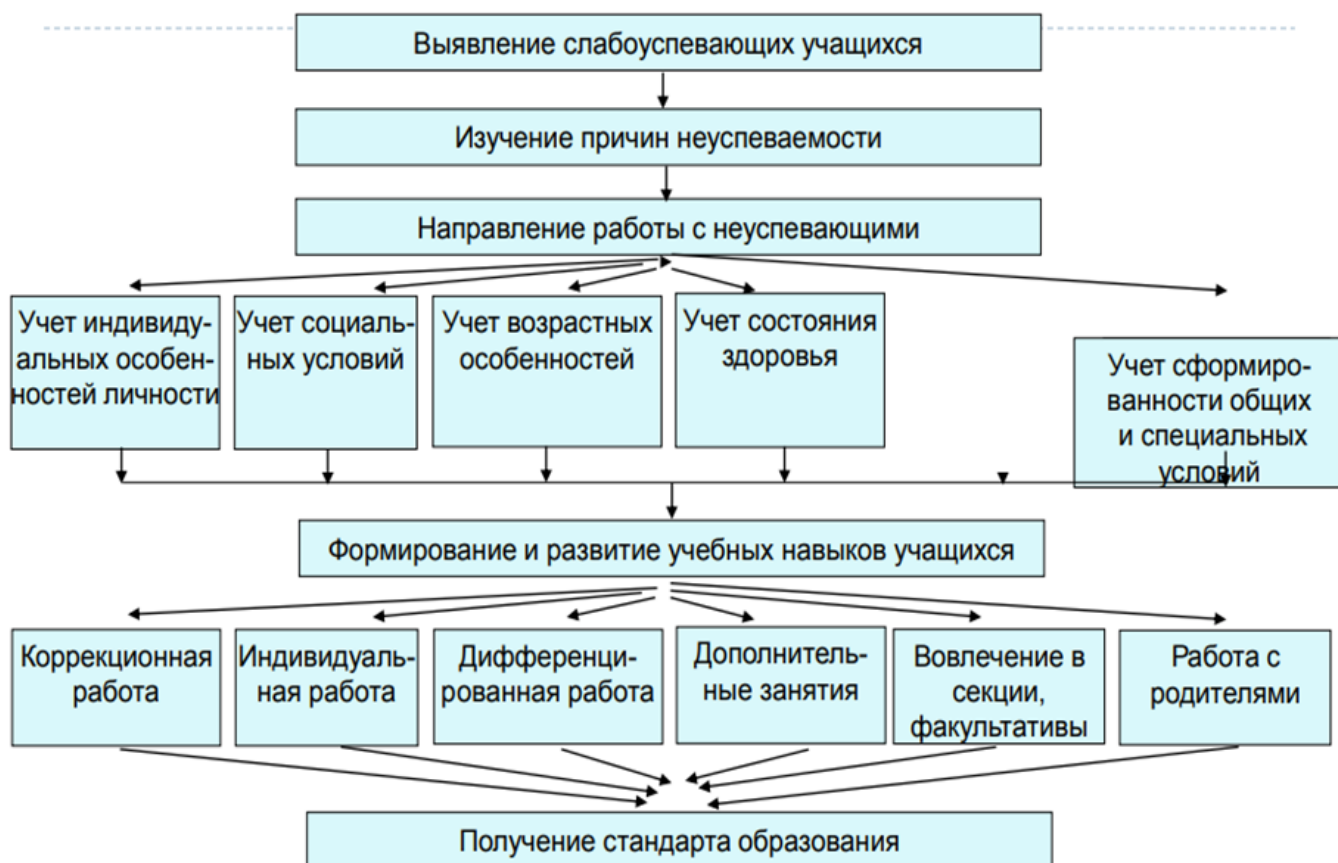 Выявление слабоуспевающих учащихся
Изучение причин неуспеваемости
Направление работы с неуспевающими
Учет индивиду-
альных особен-
ностей личности
Учет социаль-
ных условий
Учет возрастных
особенностей
Учет состояния
здоровья
Учет сформиро-
ванности общих
и специальных
условий
Формирование и развитие учебных навыков учащихся
Коррекционная
работа
Индивидуаль-
ная работа
Дифференци-
рованная работа
Дополнитель-
ные занятия
Вовлечение в
секции,
факультативы
Работа с
родителями
Получение стандарта образования